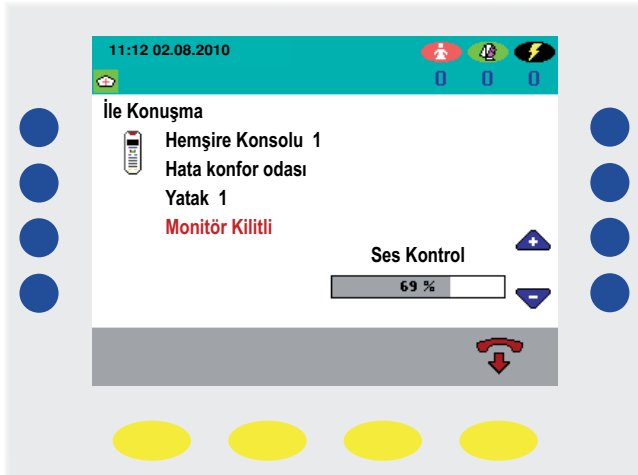 11:12 02.08.2010
0 0 0
İle Konuşma
Hemşire Konsolu 1
Hata konfor odası
Yatak 1
Monitör Kilitli
Ses Kontrol
69 %